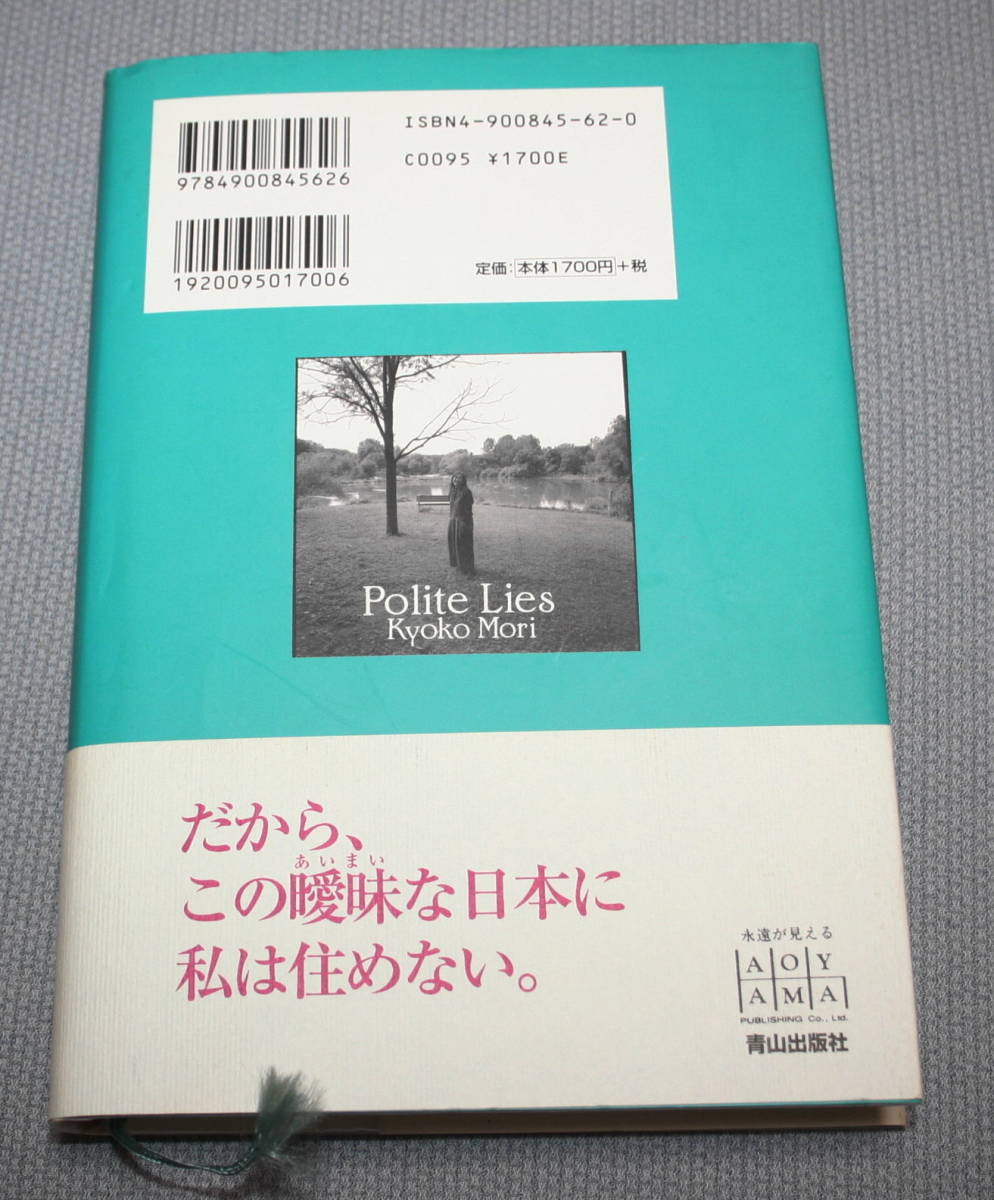 ISBN4-900845-62-0
C0095 ¥1700E
9784900845626
1920095017006
定価：本体1700円＋税
Polite Lies
Kyoko Mori
だから、
あいまい
この曖昧な日本に
私は住めない。
永遠が見える
AOY
AMA
PUBLISHING Co., Ltd.
青山出版社